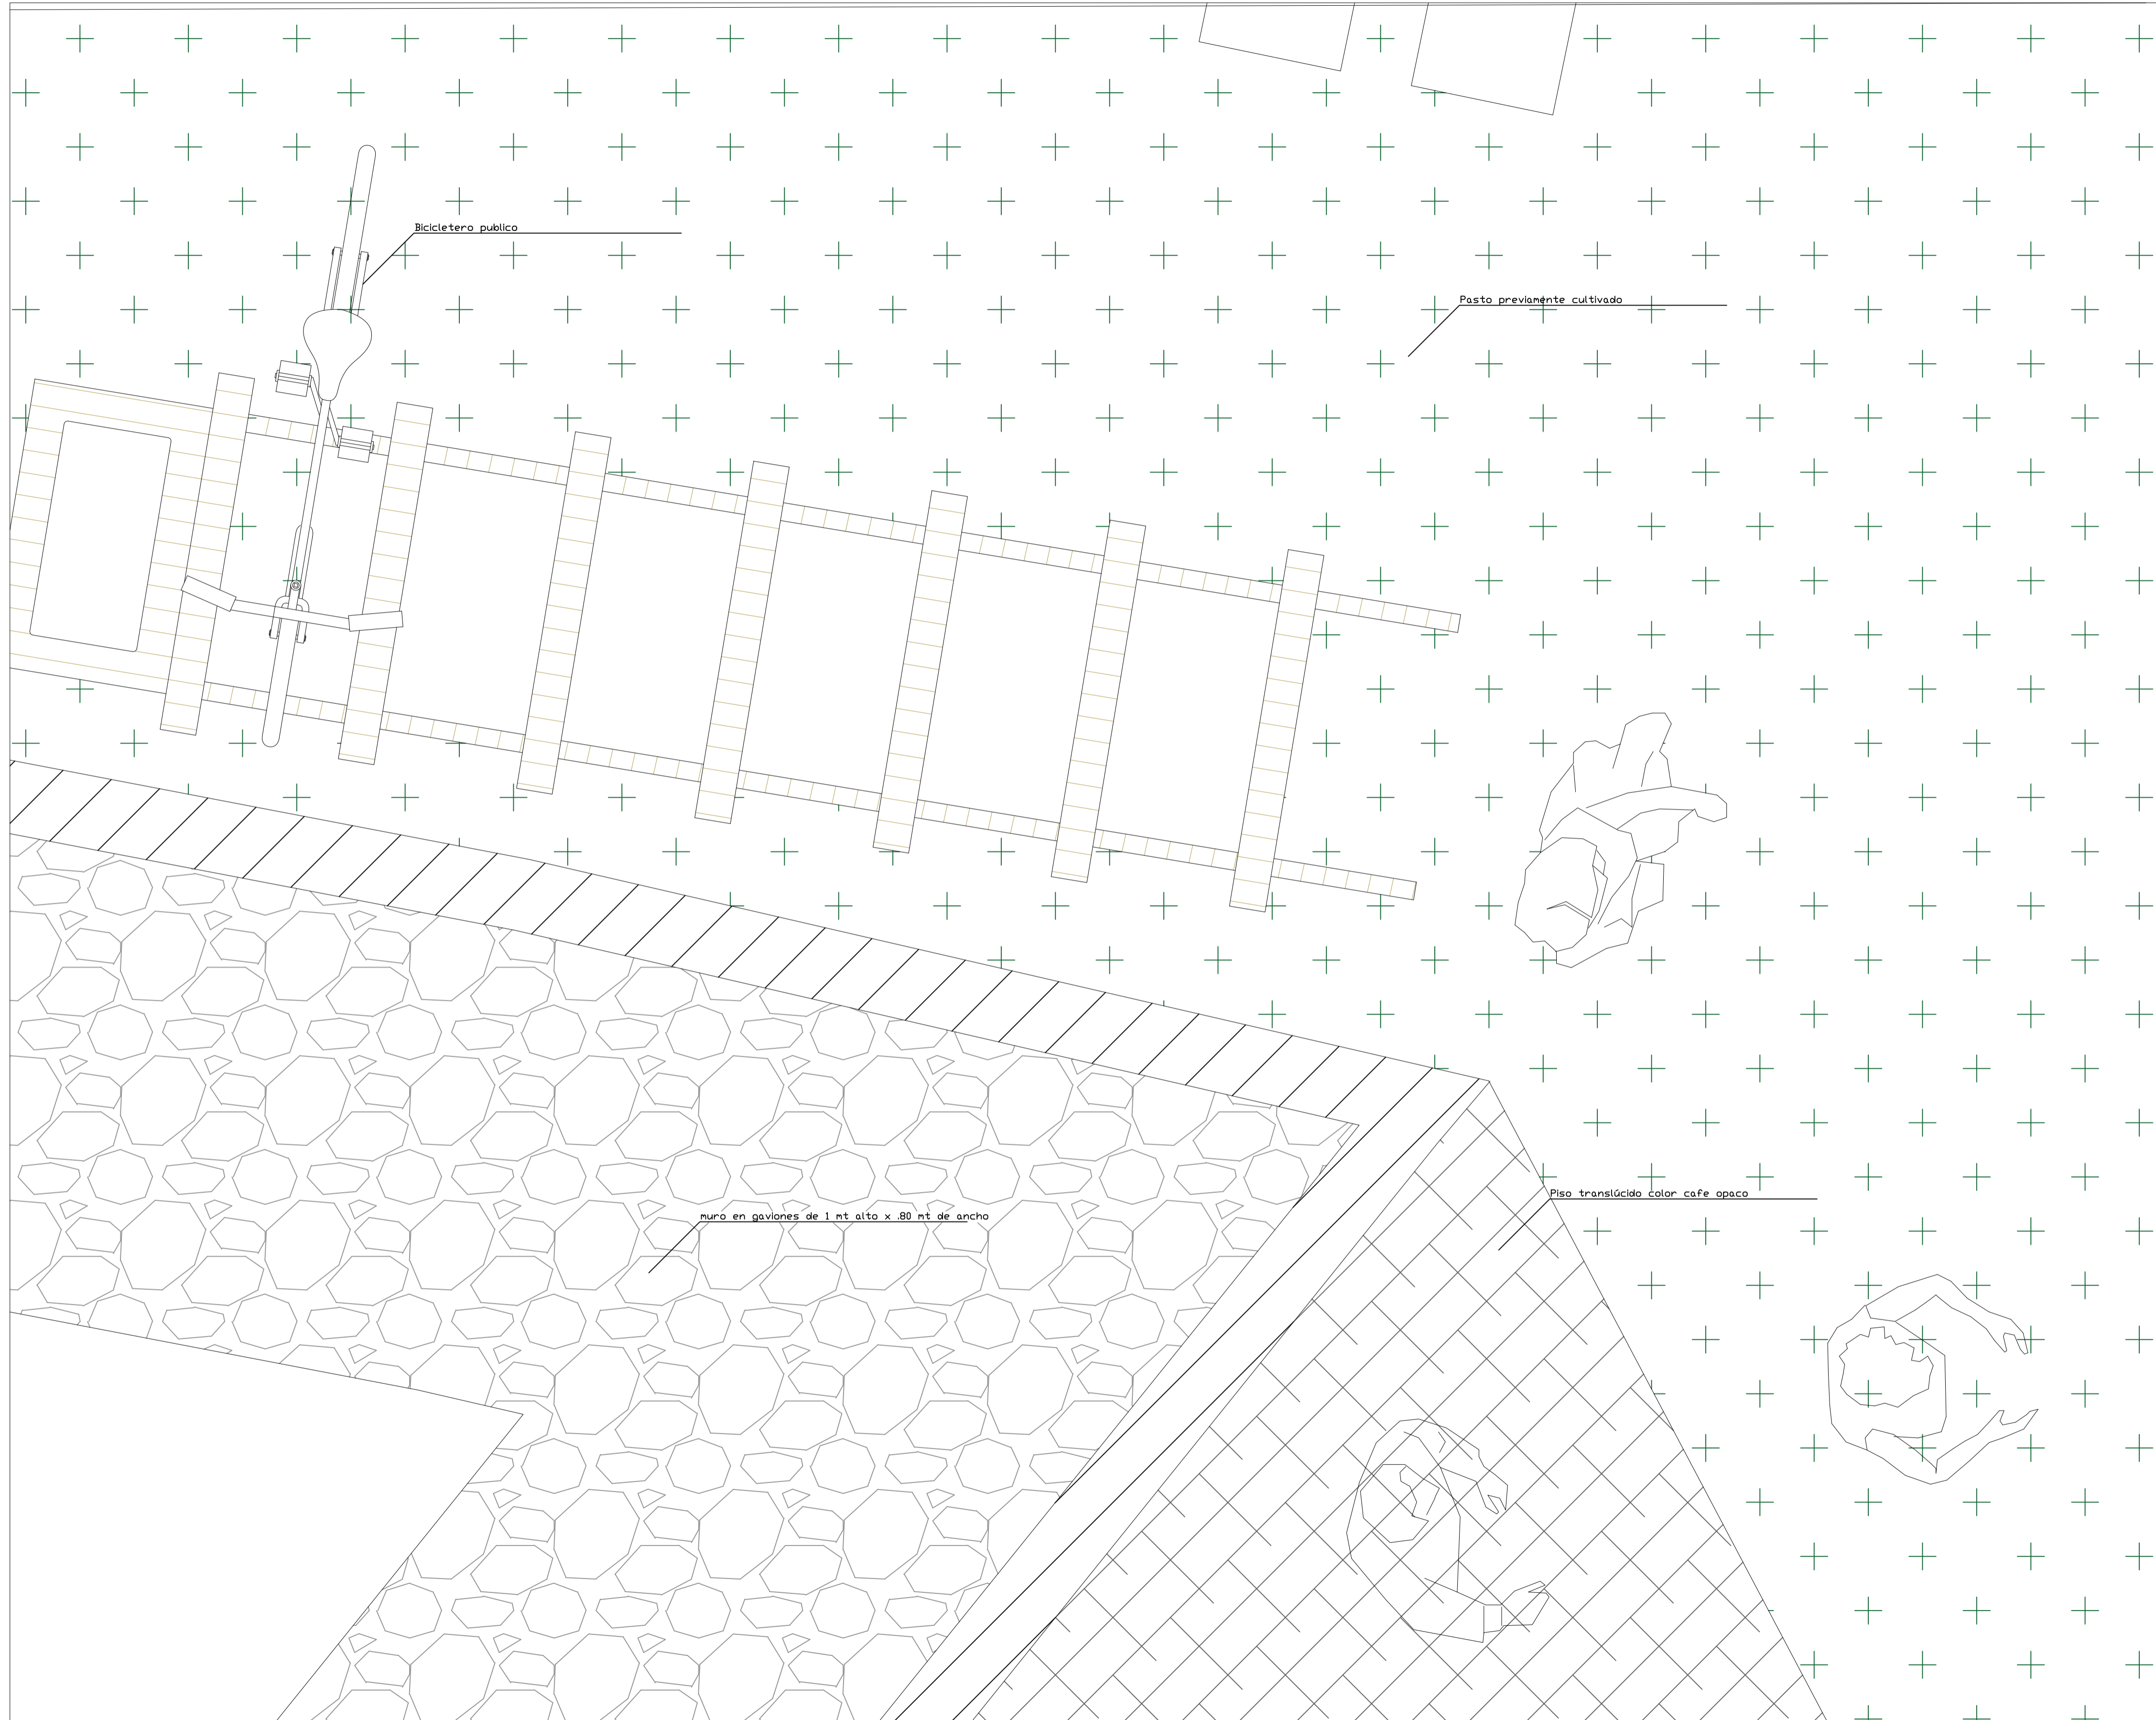 Bicicletero publico
Pasto previamente cultivado
Piso translúcido color cafe opaco
muro en gaviones de 1 mt alto x .80 mt de ancho